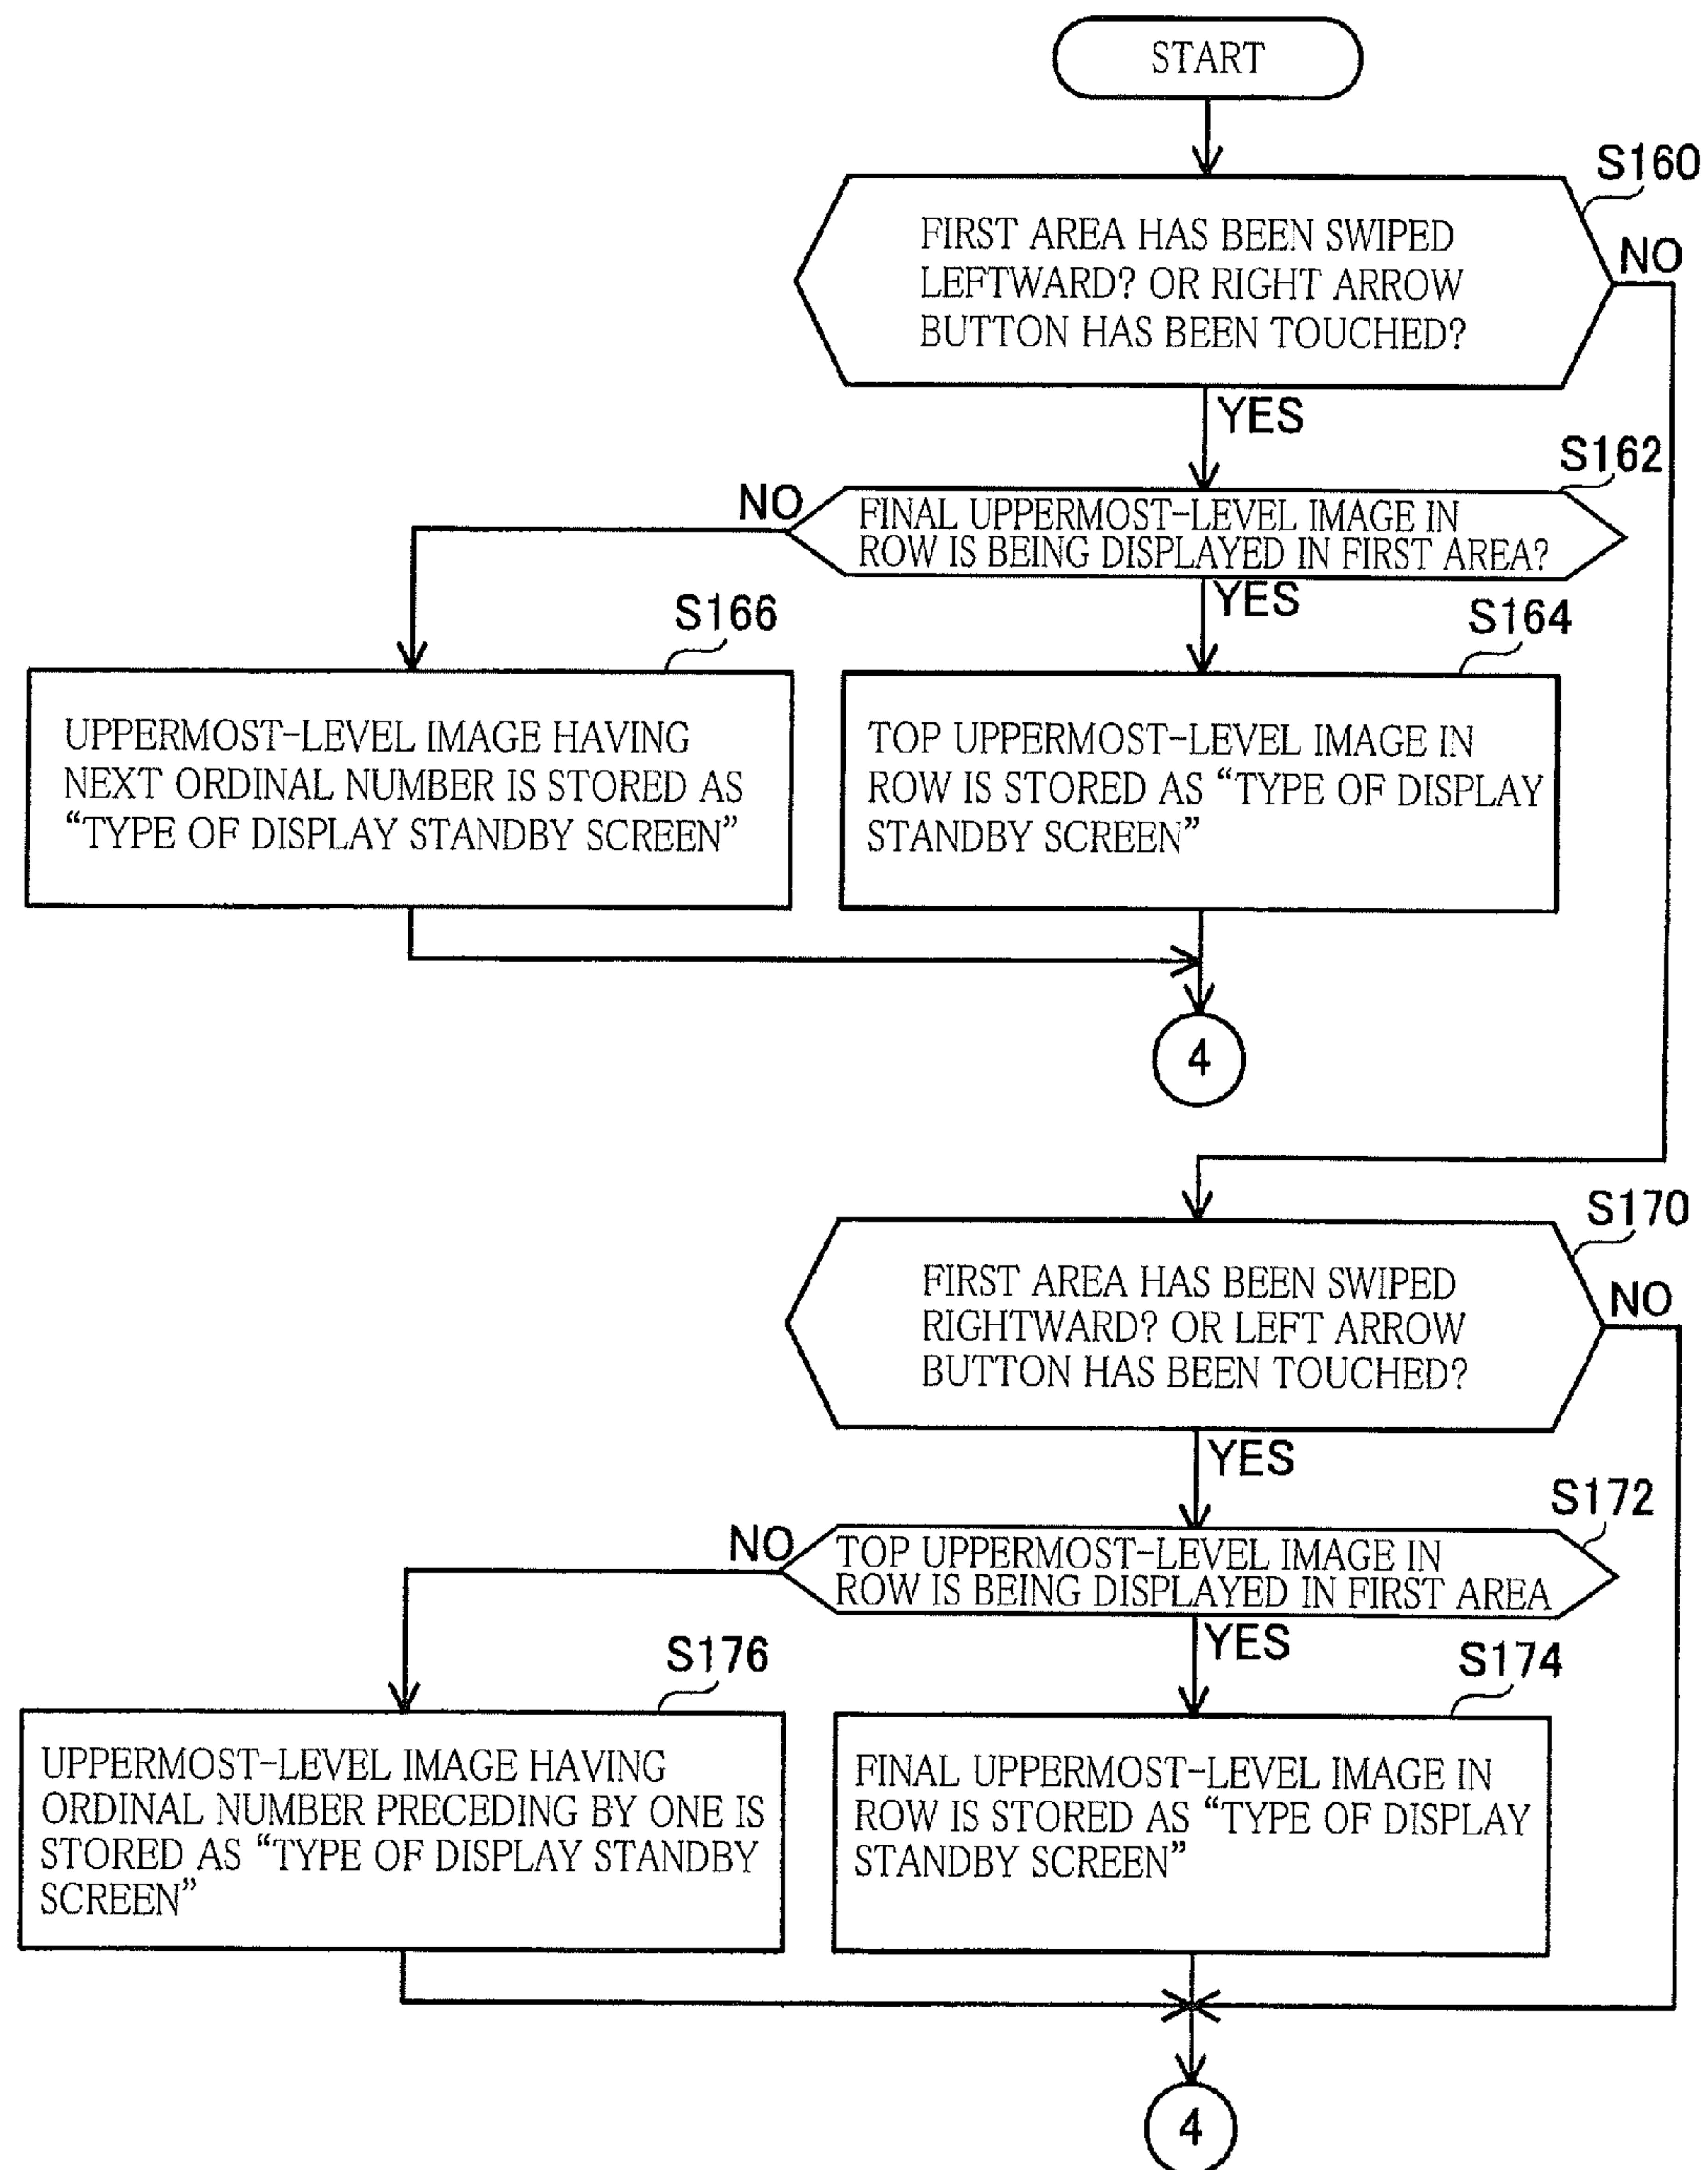 START
S160
FIRST AREA HAS BEEN SWIPED
LEFTWARD? OR RIGHT ARROW
BUTTON HAS BEEN TOUCHED?
NO
YES
S162
NO
FINAL UPPERMOST-LEVEL IMAGE IN
ROW IS BEING DISPLAYED IN FIRST AREA?
YES
S166
S164
UPPERMOST-LEVEL IMAGE HAVING
NEXT ORDINAL NUMBER IS STORED AS
“TYPE OF DISPLAY STANDBY SCREEN”
TOP UPPERMOST-LEVEL IMAGE IN
ROW IS STORED AS “TYPE OF DISPLAY
STANDBY SCREEN”
4
S170
FIRST AREA HAS BEEN SWIPED
RIGHTWARD? OR LEFT ARROW
BUTTON HAS BEEN TOUCHED?
NO
YES
S172
NO
TOP UPPERMOST-LEVEL IMAGE IN
ROW IS BEING DISPLAYED IN FIRST AREA
YES
S176
S174
UPPERMOST-LEVEL IMAGE HAVING
ORDINAL NUMBER PRECEDING BY ONE IS
STORED AS “TYPE OF DISPLAY STANDBY
SCREEN”
FINAL UPPERMOST-LEVEL IMAGE IN
ROW IS STORED AS “TYPE OF DISPLAY
STANDBY SCREEN”
4